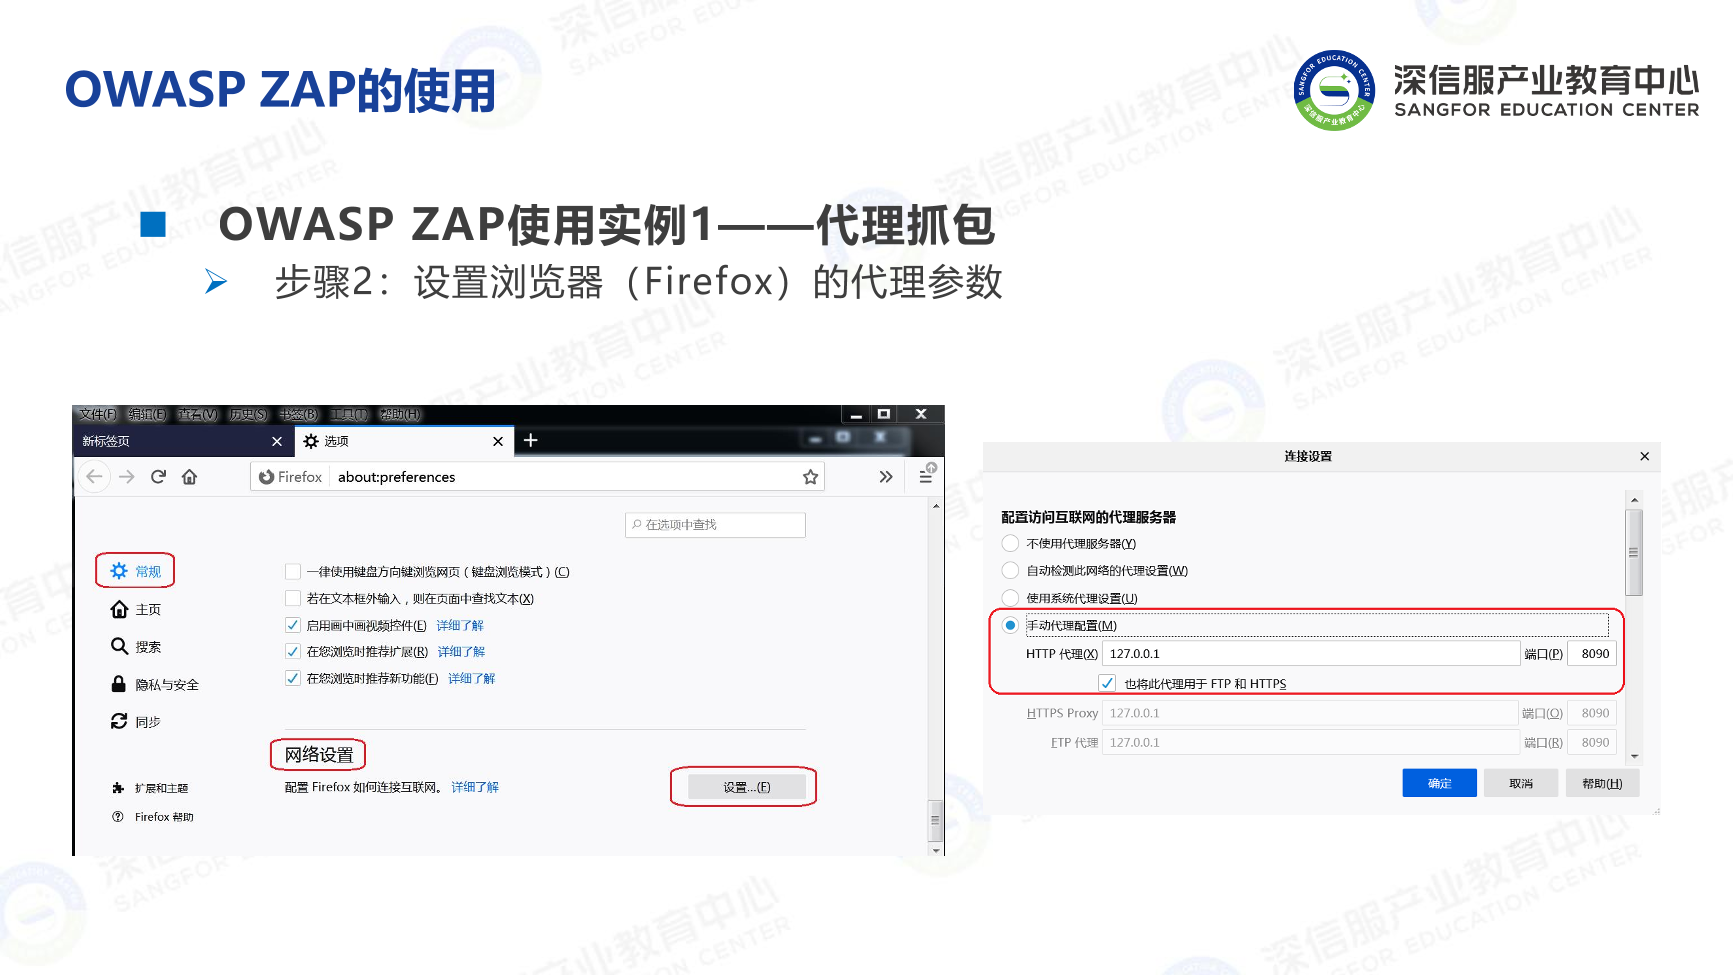 OWASP ZAP的使用
深信服产业教育中心
SANGFOR EDUCATION CENTER
OWASP ZAP使用实例1——代理抓包
步骤2：设置浏览器（Firefox）的代理参数
文件(F) 编辑(E) 查看(V) 历史(S) 书签(B) 工具(T) 帮助(H)
新标签页
选项
Firefox about:preferences
在选项中查找
常规
主页
搜索
隐私与安全
同步
扩展和主题
Firefox 帮助
一律使用键盘方向键浏览网页（键盘浏览模式）(C)
若在文本框外输入，则在页面中查找文本(X)
启用画中画视频控件(E) 详细了解
在您浏览时推荐扩展(R) 详细了解
在您浏览时推荐新功能(F) 详细了解
网络设置
配置 Firefox 如何连接互联网。 详细了解
设置...(E)
连接设置
配置访问互联网的代理服务器
不使用代理服务器(Y)
自动检测此网络的代理设置(W)
使用系统代理设置(U)
手动代理配置(M)
HTTP 代理(X) 127.0.0.1 端口(P) 8090
也将此代理用于 FTP 和 HTTPS
HTTPS Proxy 127.0.0.1 端口(O) 8090
FTP 代理 127.0.0.1 端口(R) 8090
确定 取消 帮助(H)